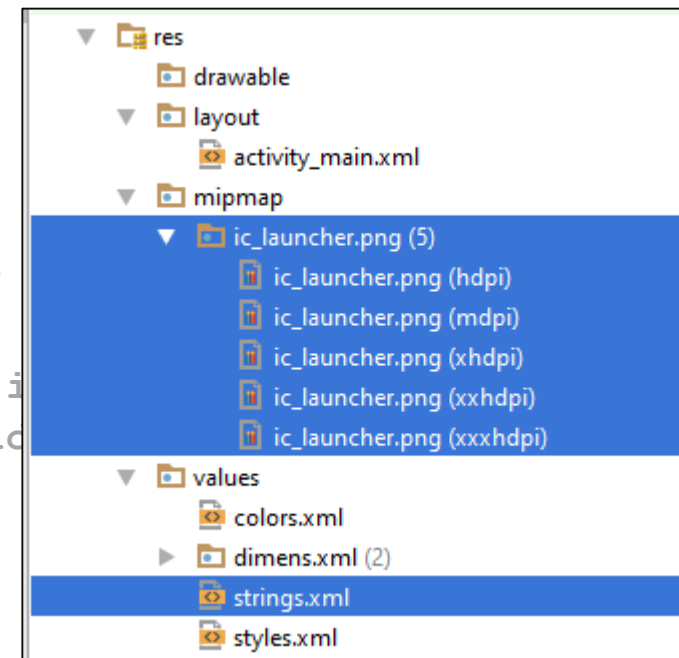 res
drawable
layout
activity_main.xml
mipmap
ic_launcher.png (5)
ic_launcher.png (hdpi)
ic_launcher.png (mdpi)
ic_launcher.png (xhdpi)
ic_launcher.png (xxhdpi)
ic_launcher.png (xxxhdpi)
values
colors.xml
dimens.xml (2)
strings.xml
styles.xml